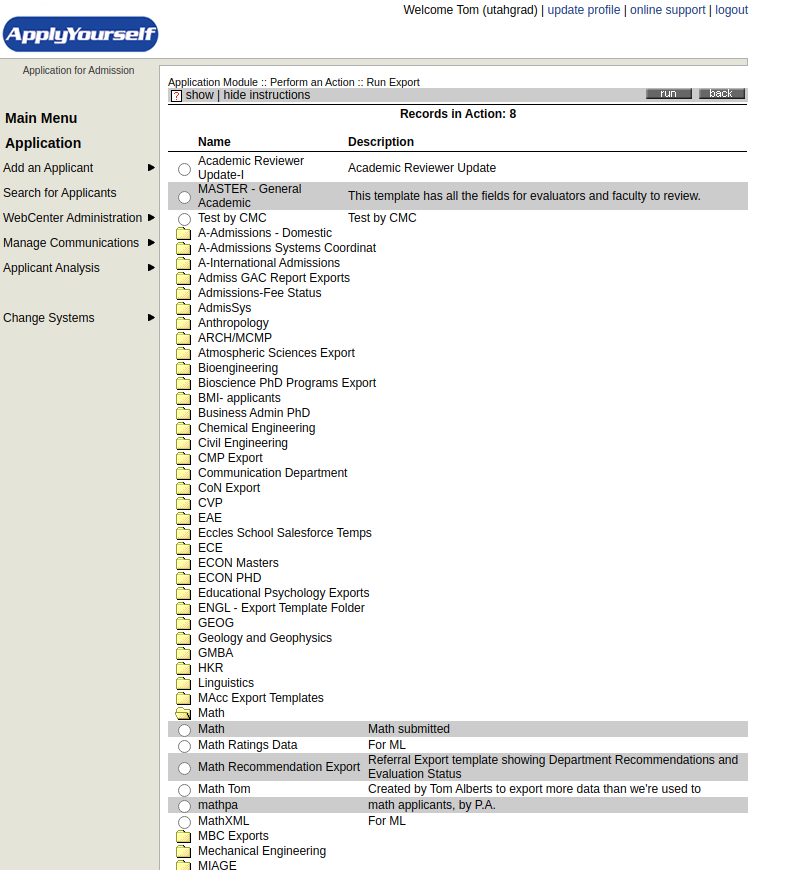 Welcome Tom (utahgrad) | update profile | online support | logout
ApplyYourself
Application for Admission
Main Menu
Application
Add an Applicant
Search for Applicants
WebCenter Administration
Manage Communications
Applicant Analysis
Change Systems
Application Module :: Perform an Action :: Run Export
? show | hide instructions
run back
Records in Action: 8
Name Description
Academic Reviewer
Update-I Academic Reviewer Update
MASTER - General
Academic This template has all the fields for evaluators and faculty to review.
Test by CMC Test by CMC
A-Admissions - Domestic
A-Admissions Systems Coordinat
A-International Admissions
Admiss GAC Report Exports
Admissions-Fee Status
AdmisSys
Anthropology
ARCH/MCMP
Atmospheric Sciences Export
Bioengineering
Bioscience PhD Programs Export
BMI- applicants
Business Admin PhD
Chemical Engineering
Civil Engineering
CMP Export
Communication Department
CoN Export
CVP
EAE
Eccles School Salesforce Temps
ECE
ECON Masters
ECON PHD
Educational Psychology Exports
ENGL - Export Template Folder
GEOG
Geology and Geophysics
GMBA
HKR
Linguistics
MAcc Export Templates
Math
Math Math submitted
Math Ratings Data For ML
Math Recommendation Export Referral Export template showing Department Recommendations and
Evaluation Status
Math Tom Created by Tom Alberts to export more data than we're used to
mathpa math applicants, by P.A.
MathXML For ML
MBC Exports
Mechanical Engineering
MIAGE